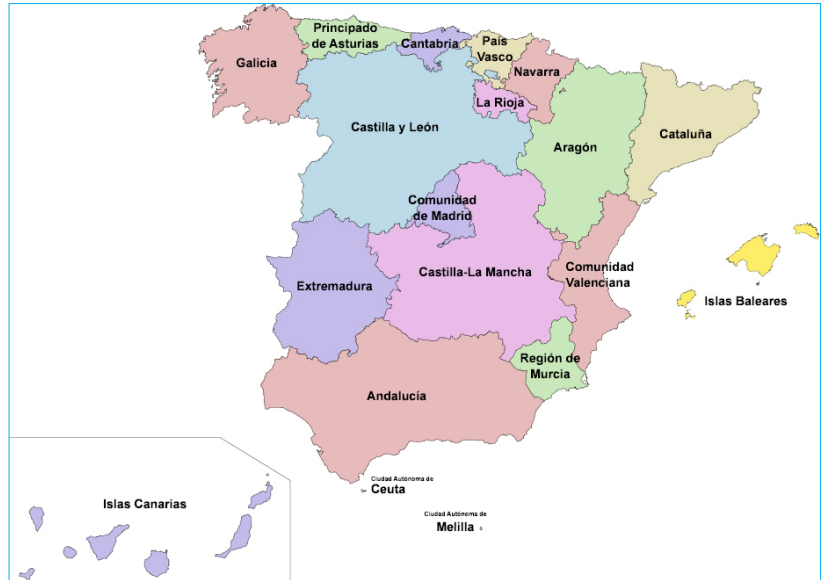 Principado
de Asturias
Cantabria
País
Vasco
Galicia
Navarra
La Rioja
Castilla y León
Aragón
Cataluña
Comunidad
de Madrid
Extremadura
Castilla-La Mancha
Comunidad
Valenciana
Islas Baleares
Región de
Murcia
Andalucía
Ciudad Autónoma de
Ceuta
Islas Canarias
Ciudad Autónoma de
Melilla